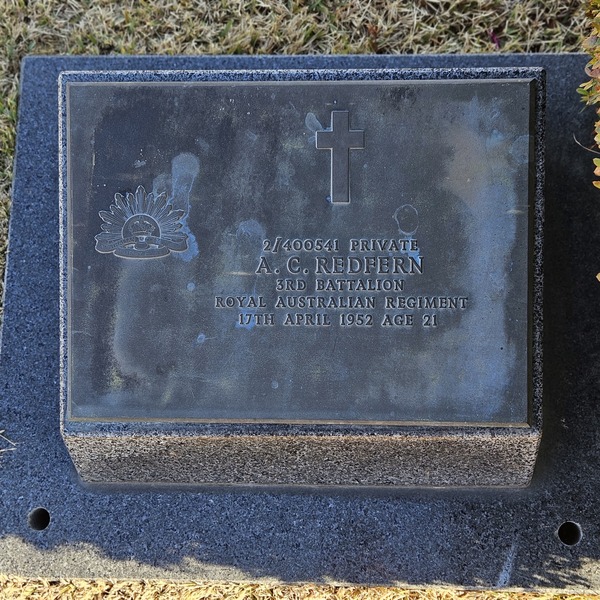 2/400541 PRIVATE
A. C. REDFERN
3RD BATTALION
ROYAL AUSTRALIAN REGIMENT
17TH APRIL 1952 AGE 21